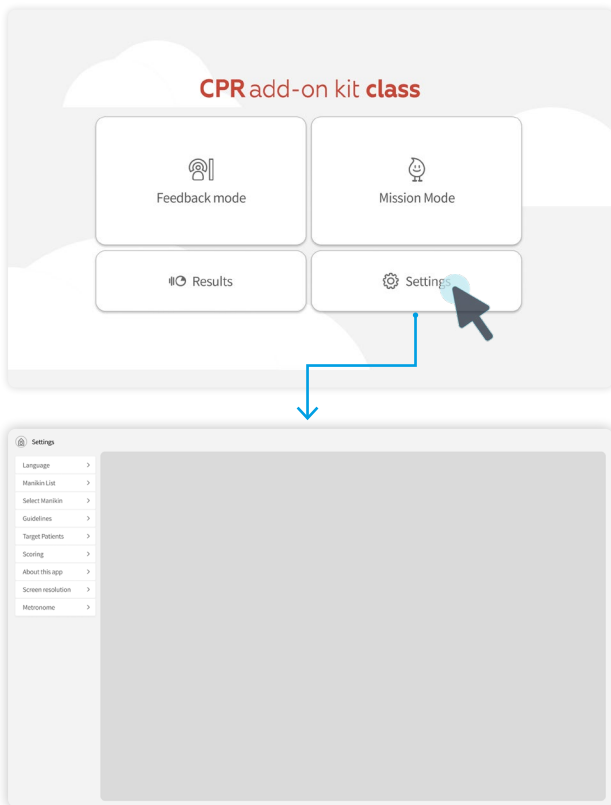 CPR add-on kit class
Feedback mode
Mission Mode
Results
Settings
Settings
Language
Manikin List
Select Manikin
Guidelines
Target Patients
Scoring
About this app
Screen resolution
Metronome